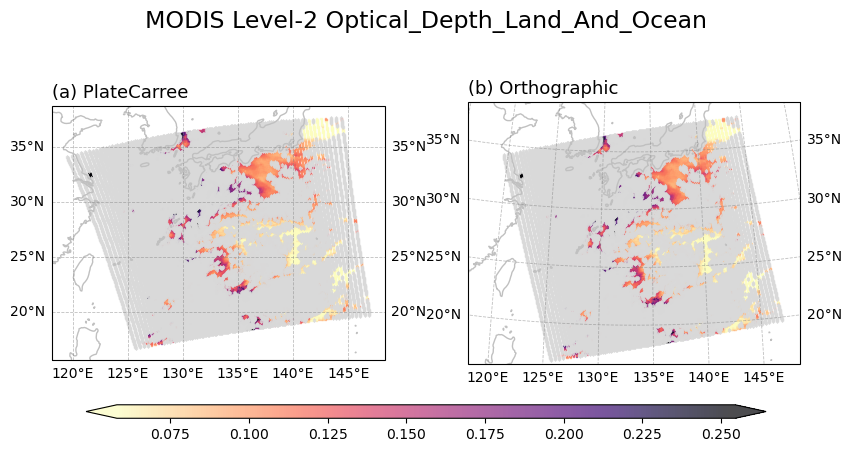 MODIS Level-2 Optical_Depth_Land_And_Ocean
(a) PlateCarree
(b) Orthographic
35°N
35°N
35°N
35°N
30°N
30°N
30°N
30°N
25°N
25°N
25°N
25°N
20°N
20°N
20°N
20°N
120°E 125°E 130°E 135°E 140°E 145°E
120°E 125°E 130°E 135°E 140°E 145°E
0.075 0.100 0.125 0.150 0.175 0.200 0.225 0.250